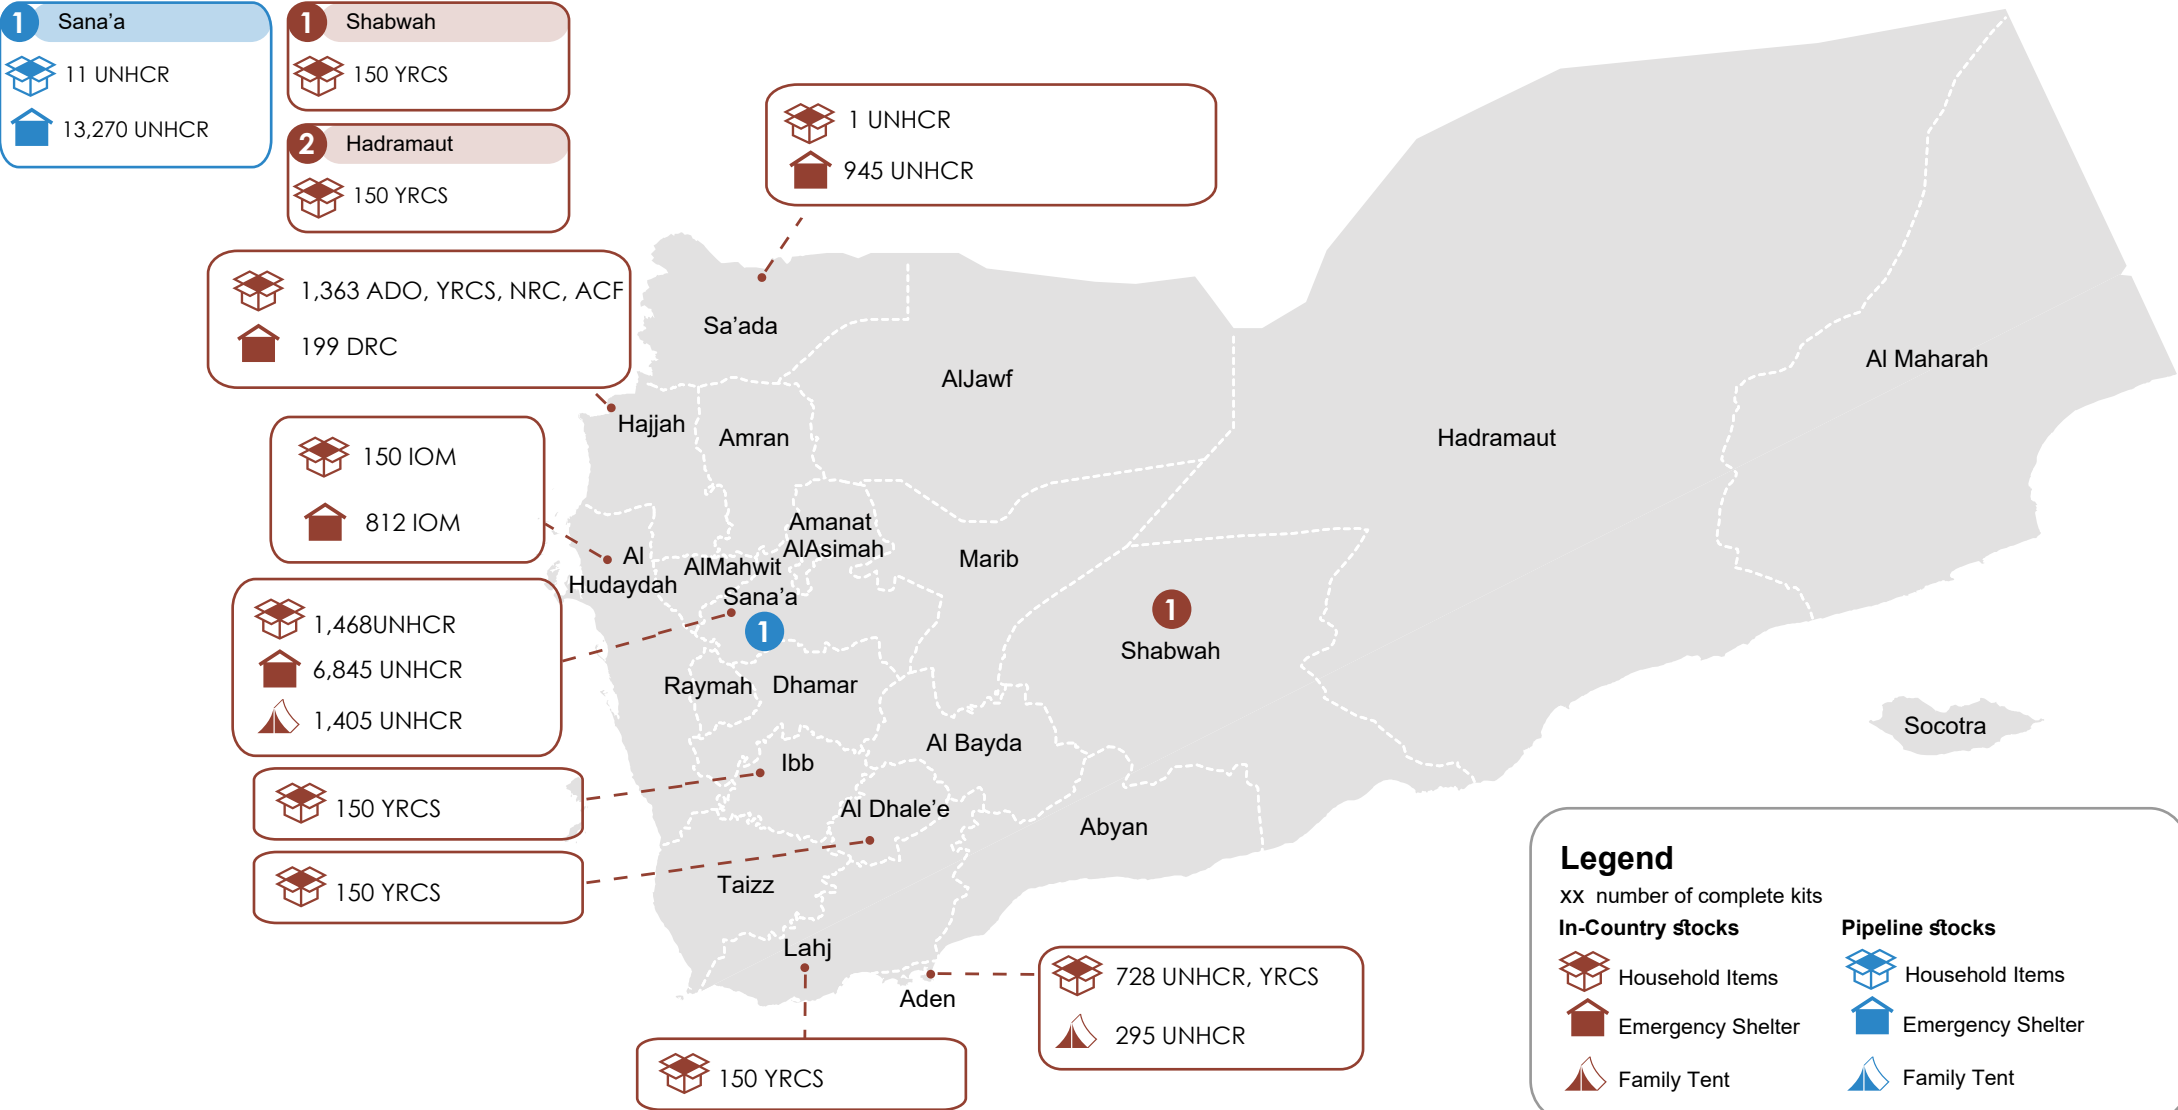 1 Sana’a
11 UNHCR
13,270 UNHCR
1 Shabwah
150 YRCS
2 Hadramaut
150 YRCS
1 UNHCR
945 UNHCR
1,363 ADO, YRCS, NRC, ACF
199 DRC
150 IOM
812 IOM
1,468UNHCR
6,845 UNHCR
1,405 UNHCR
150 YRCS
150 YRCS
150 YRCS
728 UNHCR, YRCS
295 UNHCR
Sa’ada
AlJawf
Al Maharah
Hajjah
Amran
Hadramaut
Amanat
AlAsimah
Marib
Al
Hudaydah
AlMahwit
Sana’a
1
1
Shabwah
Raymah
Dhamar
Socotra
Al Bayda
Ibb
Al Dhale’e
Abyan
Taizz
Lahj
Aden
Legend
xx number of complete kits
In-Country stocks
Household Items
Emergency Shelter
Family Tent
Pipeline stocks
Household Items
Emergency Shelter
Family Tent